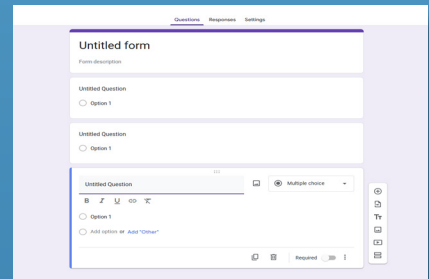 Questions Responses Settings
Untitled form
Form description
Untitled Question
Option 1
Untitled Question
Option 1
Untitled Question
Multiple choice
B I U
Option 1
Add option or Add "Other"
Required
Tт